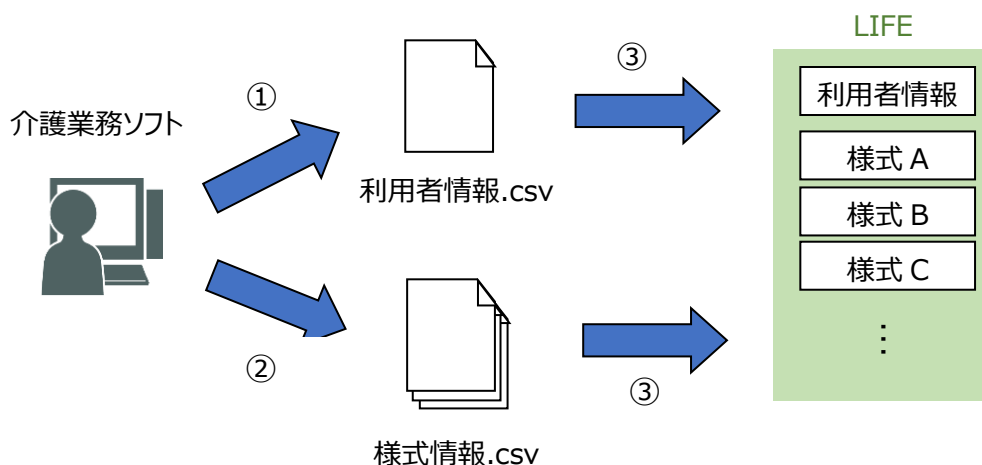 LIFE
③
利用者情報
①
介護業務ソフト
様式 A
利用者情報.csv
様式 B
様式 C
⋮
②
③
様式情報.csv